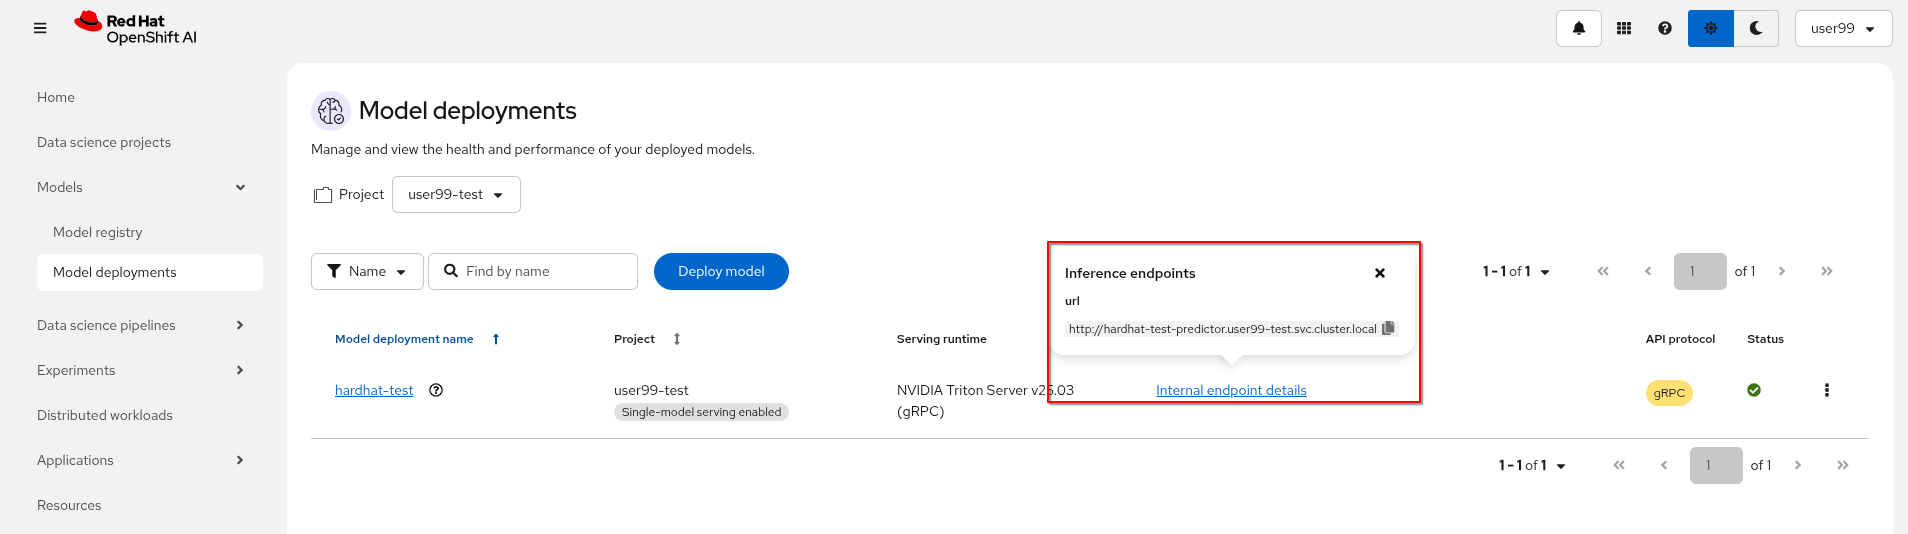 Red Hat
OpenShift AI
user99
Home
Data science projects
Models
Model registry
Model deployments
Data science pipelines
Experiments
Distributed workloads
Applications
Resources
Model deployments
Manage and view the health and performance of your deployed models.
Project user99-test
Name Find by name Deploy model 1 - 1 of 1 1 of 1
Inference endpoints
url
http://hardhat-test-predictor.user99-test.svc.cluster.local
Model deployment name Project Serving runtime API protocol Status
hardhat-test user99-test NVIDIA Triton Server v25.03 Internal endpoint details gRPC
Single-model serving enabled (gRPC)
1 - 1 of 1 1 of 1